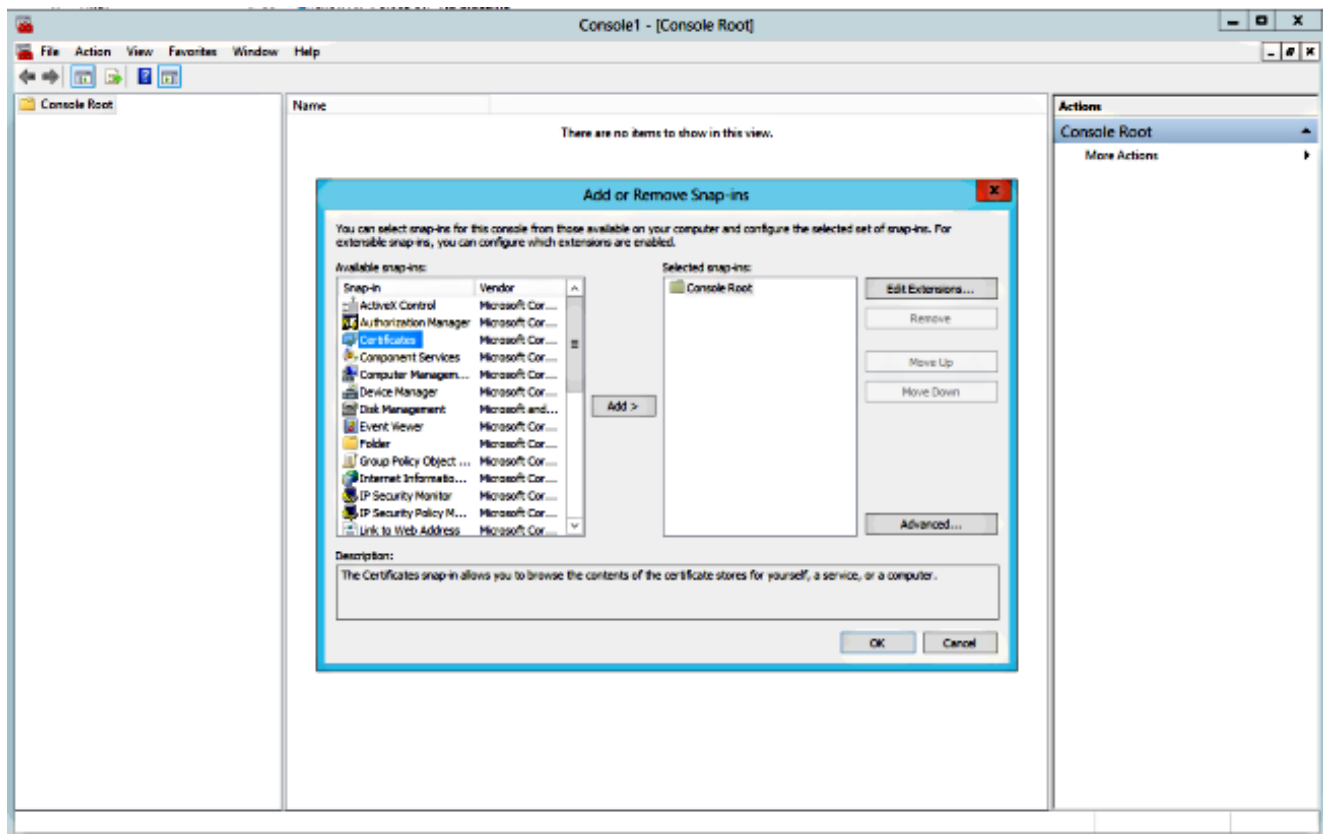 Console1 - [Console Root]
File Action View Favorites Window Help
Console Root
Name
There are no items to show in this view.
Actions
Console Root
More Actions
Add or Remove Snap-ins
You can select snap-ins for this console from those available on your computer and configure the selected set of snap-ins. For
extensible snap-ins, you can configure which extensions are enabled.
Available snap-ins:
Selected snap-ins:
Snap-in Vendor
ActiveX Control Microsoft Cor...
Authorization Manager Microsoft Cor...
Certificates Microsoft Cor...
Component Services Microsoft Cor...
Computer Managem... Microsoft Cor...
Device Manager Microsoft Cor...
Disk Management Microsoft and...
Event Viewer Microsoft Cor...
Folder Microsoft Cor...
Group Policy Object ... Microsoft Cor...
Internet Informatio... Microsoft Cor...
IP Security Monitor Microsoft Cor...
IP Security Policy M... Microsoft Cor...
Link to Web Address Microsoft Cor...
Add >
Console Root
Edit Extensions...
Remove
Move Up
Move Down
Advanced...
Description:
The Certificates snap-in allows you to browse the contents of the certificate stores for yourself, a service, or a computer.
OK
Cancel